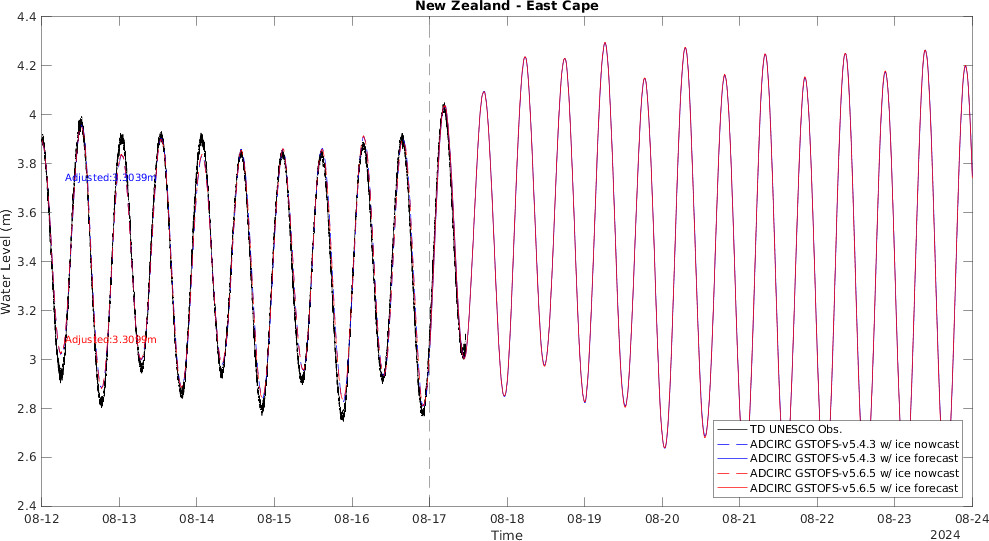 New Zealand - East Cape
4.4
4.2
4
3.8
3.6
3.4
3.2
3
2.8
2.6
2.4
Water Level (m)
Adjusted:3.3039m
Adjusted:3.3099m
TD UNESCO Obs.
ADCIRC GSTOFS-v5.4.3 w/ ice nowcast
ADCIRC GSTOFS-v5.4.3 w/ ice forecast
ADCIRC GSTOFS-v5.6.5 w/ ice nowcast
ADCIRC GSTOFS-v5.6.5 w/ ice forecast
08-12 08-13 08-14 08-15 08-16 08-17 08-18 08-19 08-20 08-21 08-22 08-23 08-24
Time
2024